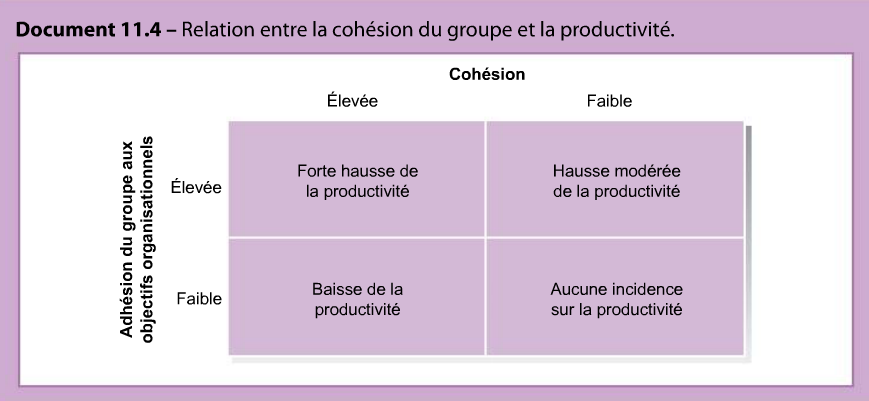 Document 11.4 – Relation entre la cohésion du groupe et la productivité.
Cohésion
Élevée
Faible
Adhésion du groupe aux
objectifs organisationnels
Élevée
Forte hausse de
la productivité
Hausse modérée
de la productivité
Faible
Baisse de la
productivité
Aucune incidence
sur la productivité